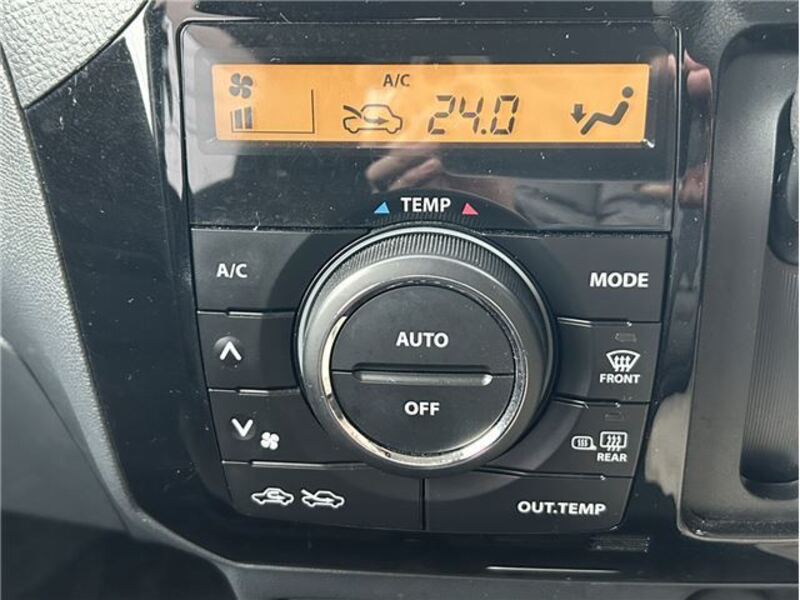 A/C
24.0
TEMP
A/C
MODE
AUTO
OFF
FRONT
REAR
OUT.TEMP